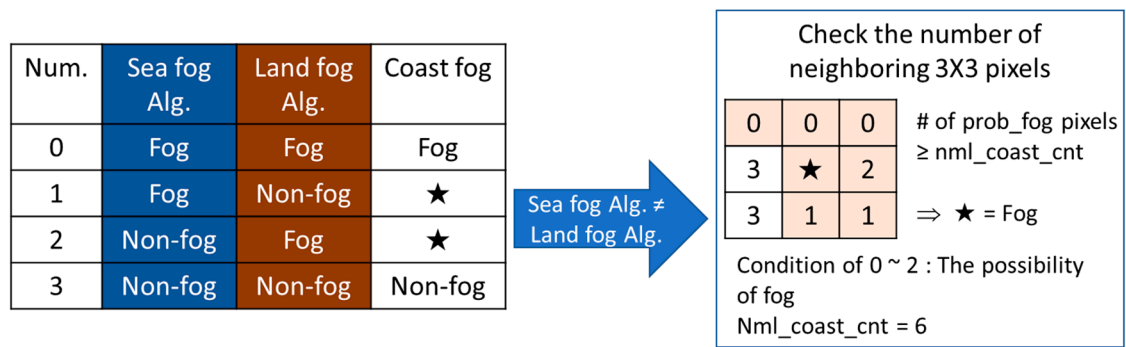 Num. Sea fog Alg. Land fog Alg. Coast fog
0 Fog Fog Fog
1 Fog Non-fog ★
2 Non-fog Fog ★
3 Non-fog Non-fog Non-fog
Sea fog Alg. ≠
Land fog Alg.
Check the number of
neighboring 3X3 pixels
0 0 0
3 ★ 2
3 1 1
# of prob_fog pixels
≥ nml_coast_cnt
⇒ ★ = Fog
Condition of 0 ~ 2 : The possibility
of fog
Nml_coast_cnt = 6